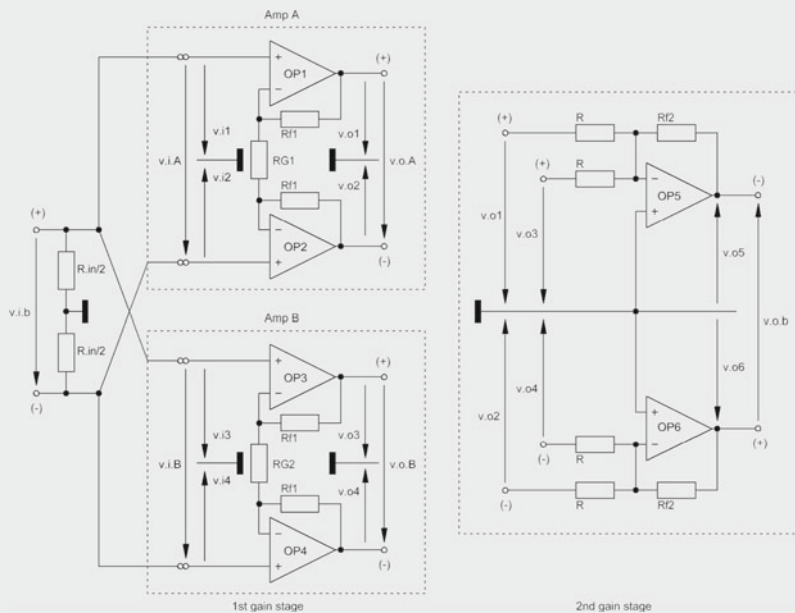 Amp A
(+)
OP1
Rf1
v.i1
v.i.A
v.i2
RG1
v.o1
v.o2
v.o.A
Rf1
OP2
(-)
(+)
R.in/2
v.i.b
R.in/2
(-)
Amp B
(+)
OP3
Rf1
v.i3
v.i.B
v.i4
RG2
v.o3
v.o4
v.o.B
Rf1
OP4
(-)
1st gain stage
(+)
R
Rf2
(+)
R
OP5
(-)
v.o1
v.o3
v.o5
v.o.b
v.o2
v.o4
v.o6
OP6
(+)
(-)
R
(-)
R
Rf2
2nd gain stage